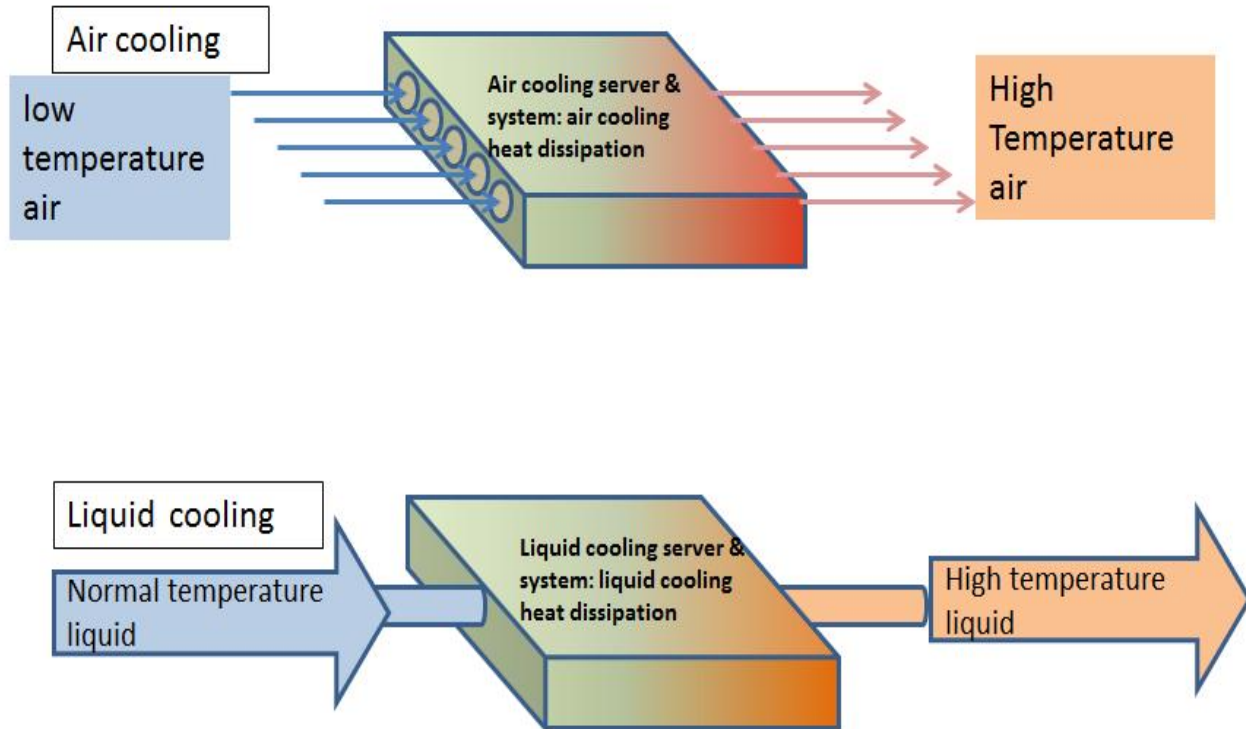 Air cooling
low
temperature
air
Air cooling server &
system: air cooling
heat dissipation
High
Temperature
air
Liquid cooling
Normal temperature
liquid
Liquid cooling server &
system: liquid cooling
heat dissipation
High temperature
liquid